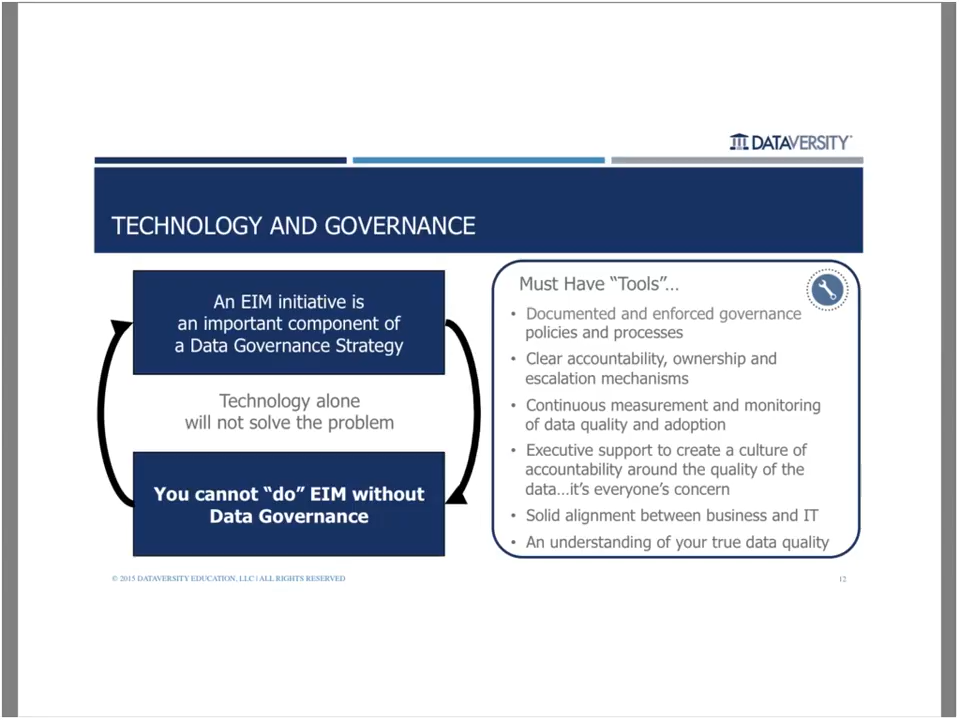 DATAVERSITY
TECHNOLOGY AND GOVERNANCE
An EIM initiative is
an important component of
a Data Governance Strategy
Technology alone
will not solve the problem
You cannot “do” EIM without
Data Governance
Must Have “Tools”...
• Documented and enforced governance
policies and processes
• Clear accountability, ownership and
escalation mechanisms
• Continuous measurement and monitoring
of data quality and adoption
• Executive support to create a culture of
accountability around the quality of the
data...it’s everyone’s concern
• Solid alignment between business and IT
• An understanding of your true data quality
© 2015 DATAVERSITY EDUCATION, LLC | ALL RIGHTS RESERVED
12